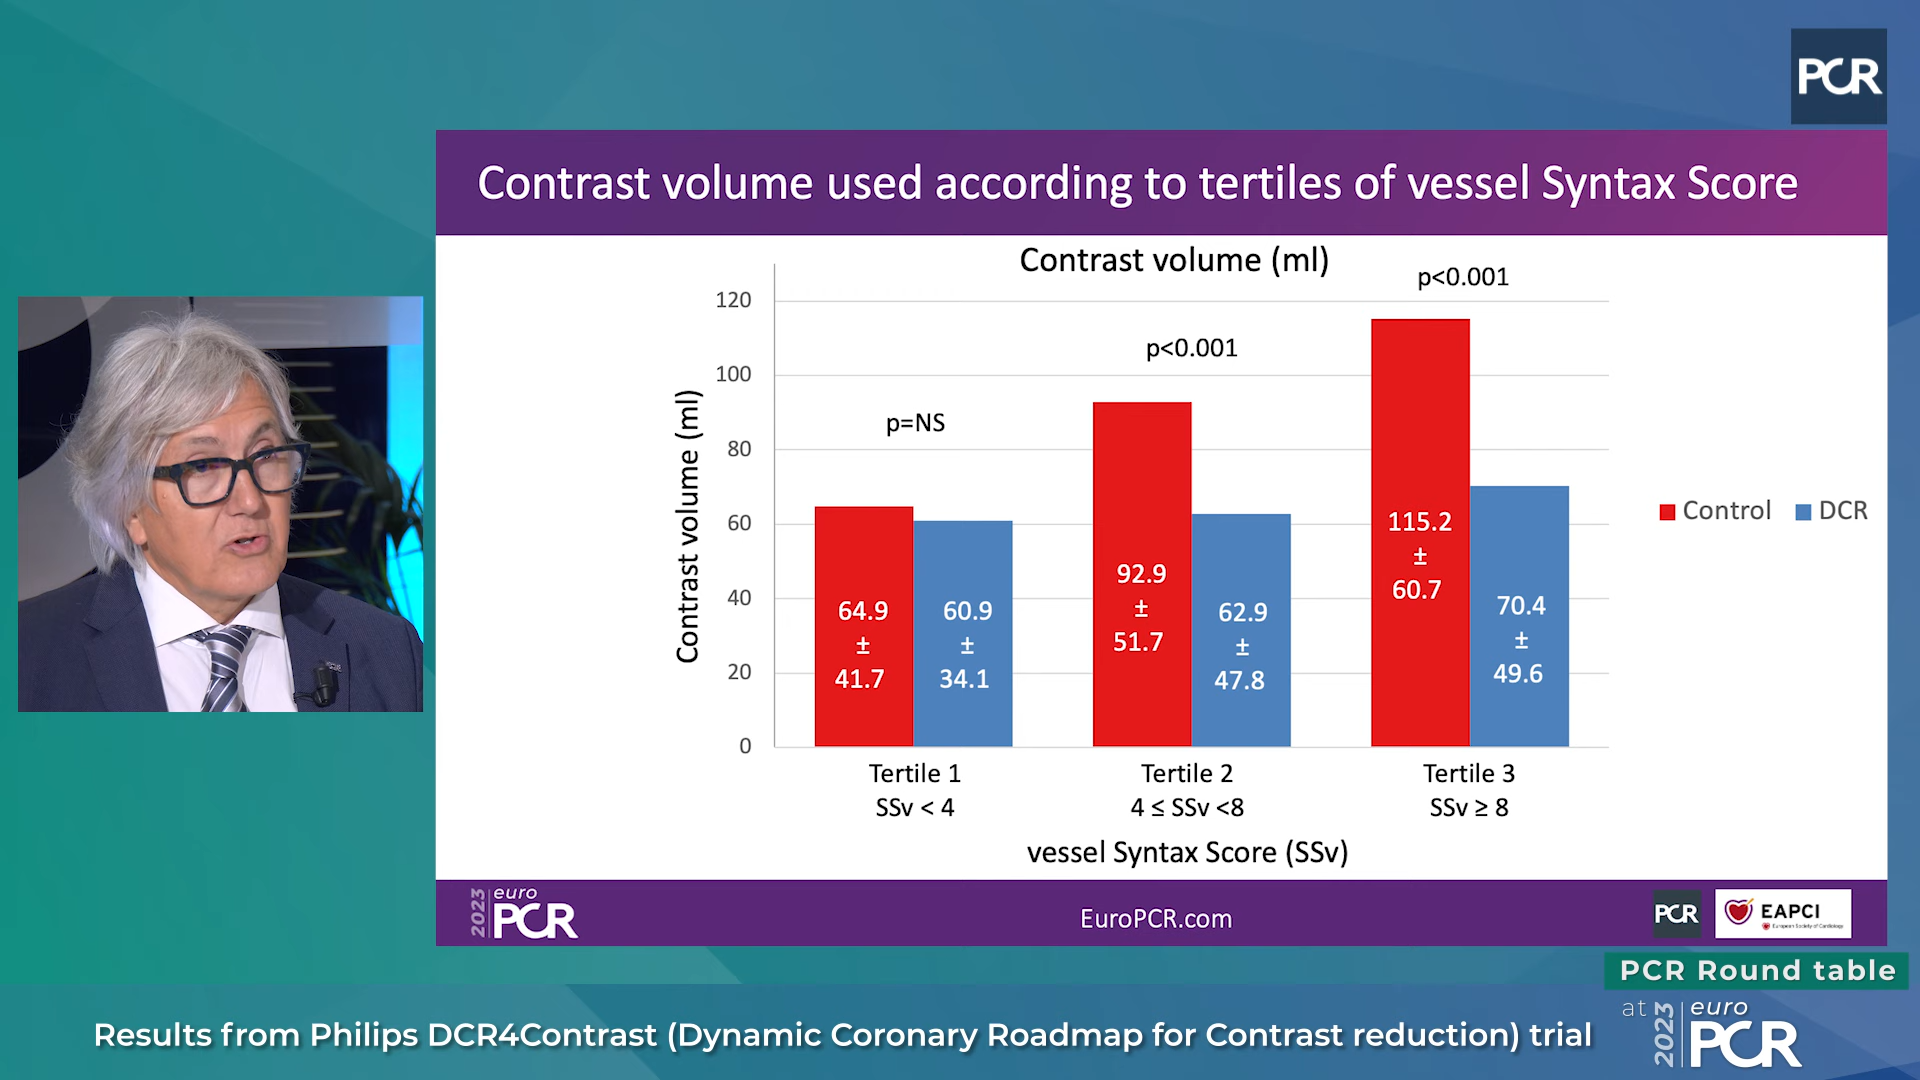 PCR
Contrast volume used according to tertiles of vessel Syntax Score
Contrast volume (ml)
p<0.001
p<0.001
p=NS
Contrast volume (ml)
120
100
80
60
40
20
0
64.9
±
41.7
60.9
±
34.1
92.9
±
51.7
62.9
±
47.8
115.2
±
60.7
70.4
±
49.6
Control
DCR
Tertile 1
SSv < 4
Tertile 2
4 ≤ SSv <8
Tertile 3
SSv ≥ 8
vessel Syntax Score (SSv)
2023 euro PCR
EuroPCR.com
PCR
EAPCI
European Society of Cardiology
PCR Round table
at 2023 euro PCR
Results from Philips DCR4Contrast (Dynamic Coronary Roadmap for Contrast reduction) trial